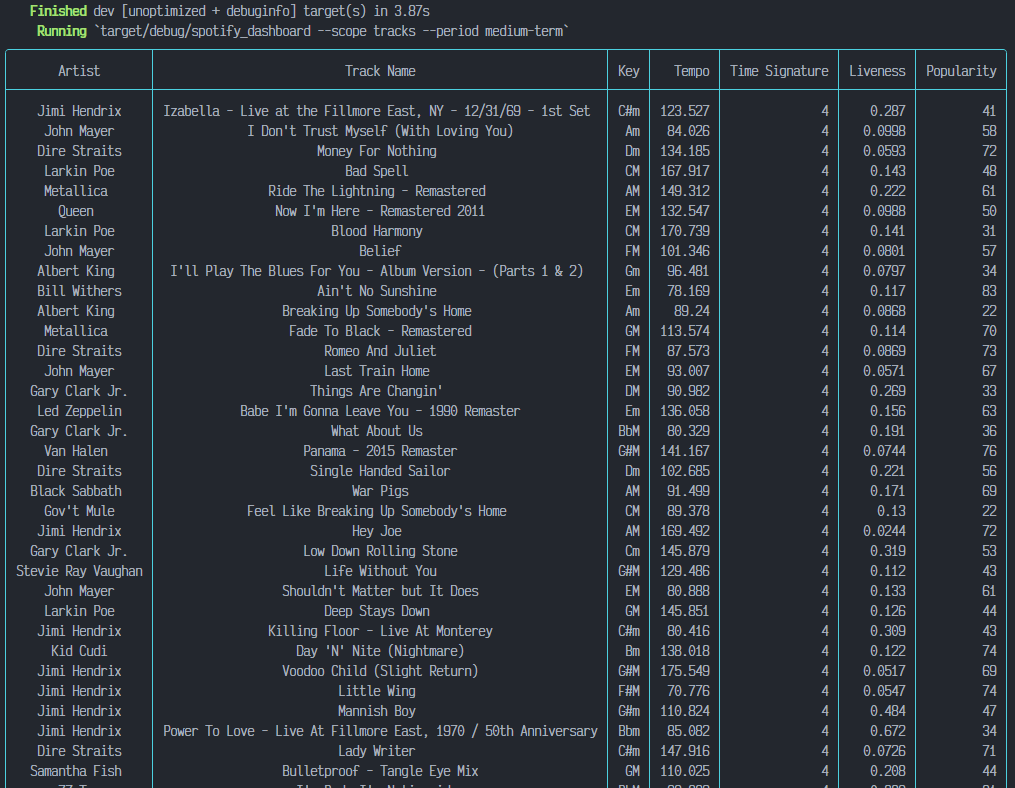 Finished dev [unoptimized + debuginfo] target(s) in 3.87s
Running `target/debug/spotify_dashboard --scope tracks --period medium-term`
Artist Track Name Key Tempo Time Signature Liveness Popularity
Jimi Hendrix Izabella - Live at the Fillmore East, NY - 12/31/69 - 1st Set C#m 123.527 4 0.287 41
John Mayer I Don't Trust Myself (With Loving You) Am 84.026 4 0.0998 58
Dire Straits Money For Nothing Dm 134.185 4 0.0593 72
Larkin Poe Bad Spell CM 167.917 4 0.143 48
Metallica Ride The Lightning - Remastered AM 149.312 4 0.222 61
Queen Now I'm Here - Remastered 2011 EM 132.547 4 0.0988 50
Larkin Poe Blood Harmony CM 170.739 4 0.141 31
John Mayer Belief FM 101.346 4 0.0801 57
Albert King I'll Play The Blues For You - Album Version - (Parts 1 & 2) Gm 96.481 4 0.0797 34
Bill Withers Ain't No Sunshine Em 78.169 4 0.117 83
Albert King Breaking Up Somebody's Home Am 89.24 4 0.0868 22
Metallica Fade To Black - Remastered GM 113.574 4 0.114 70
Dire Straits Romeo And Juliet FM 87.573 4 0.0869 73
John Mayer Last Train Home EM 93.007 4 0.0571 67
Gary Clark Jr. Things Are Changin' DM 90.982 4 0.269 33
Led Zeppelin Babe I'm Gonna Leave You - 1990 Remaster Em 136.058 4 0.156 63
Gary Clark Jr. What About Us BbM 80.329 4 0.191 36
Van Halen Panama - 2015 Remaster G#M 141.167 4 0.0744 76
Dire Straits Single Handed Sailor Dm 102.685 4 0.221 56
Black Sabbath War Pigs AM 91.499 4 0.171 69
Gov't Mule Feel Like Breaking Up Somebody's Home CM 89.378 4 0.13 22
Jimi Hendrix Hey Joe AM 169.492 4 0.0244 72
Gary Clark Jr. Low Down Rolling Stone Cm 145.879 4 0.319 53
Stevie Ray Vaughan Life Without You G#M 129.486 4 0.112 43
John Mayer Shouldn't Matter but It Does EM 80.888 4 0.133 61
Larkin Poe Deep Stays Down GM 145.851 4 0.126 44
Jimi Hendrix Killing Floor - Live At Monterey C#m 80.416 4 0.309 43
Kid Cudi Day 'N' Nite (Nightmare) Bm 138.018 4 0.122 74
Jimi Hendrix Voodoo Child (Slight Return) G#M 175.549 4 0.0517 69
Jimi Hendrix Little Wing F#M 70.776 4 0.0547 74
Jimi Hendrix Mannish Boy G#m 110.824 4 0.484 47
Jimi Hendrix Power To Love - Live At Fillmore East, 1970 / 50th Anniversary Bbm 85.082 4 0.672 34
Dire Straits Lady Writer C#m 147.916 4 0.0726 71
Samantha Fish Bulletproof - Tangle Eye Mix GM 110.025 4 0.208 44